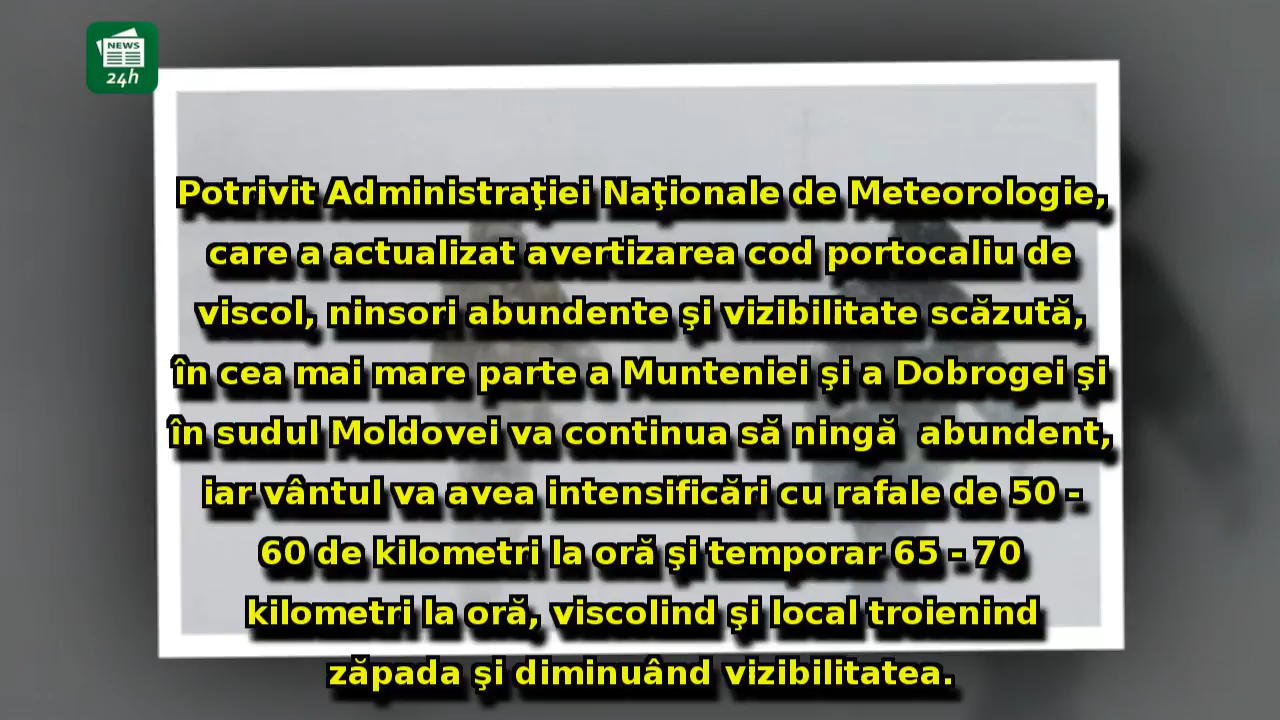 NEWS
24h
Potrivit Administraţiei Naţionale de Meteorologie,
care a actualizat avertizarea cod portocaliu de
viscol, ninsori abundente şi vizibilitate scăzută,
în cea mai mare parte a Munteniei şi a Dobrogei şi
în sudul Moldovei va continua să ningă  abundent,
iar vântul va avea intensificări cu rafale de 50 -
60 de kilometri la oră şi temporar 65 - 70
kilometri la oră, viscolind şi local troienind
zăpada şi diminuând vizibilitatea.